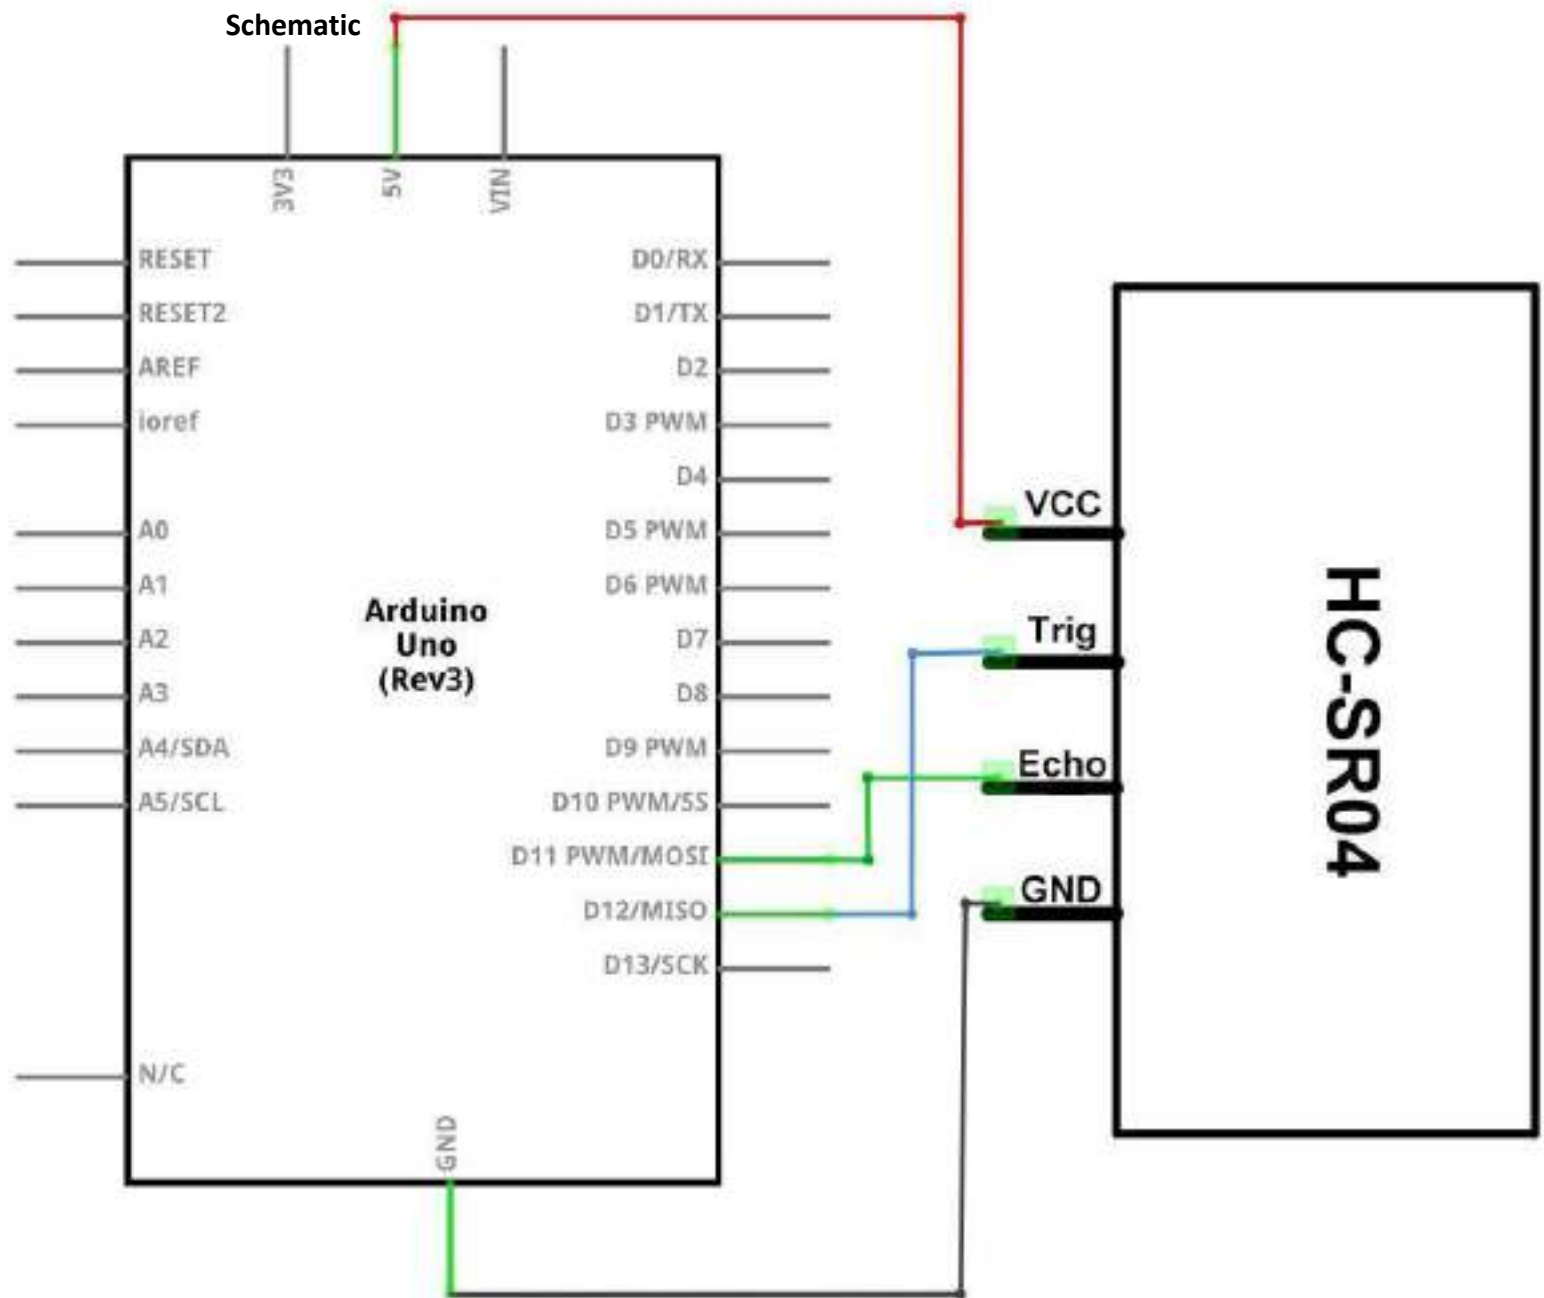 Schematic
3V3
5V
VIN
RESET
RESET2
AREF
ioref
A0
A1
A2
A3
A4/SDA
A5/SCL
N/C
Arduino
Uno
(Rev3)
D0/RX
D1/TX
D2
D3 PWM
D4
D5 PWM
D6 PWM
D7
D8
D9 PWM
D10 PWM/SS
D11 PWM/MOSI
D12/MISO
D13/SCK
GND
VCC
Trig
Echo
GND
HC-SR04